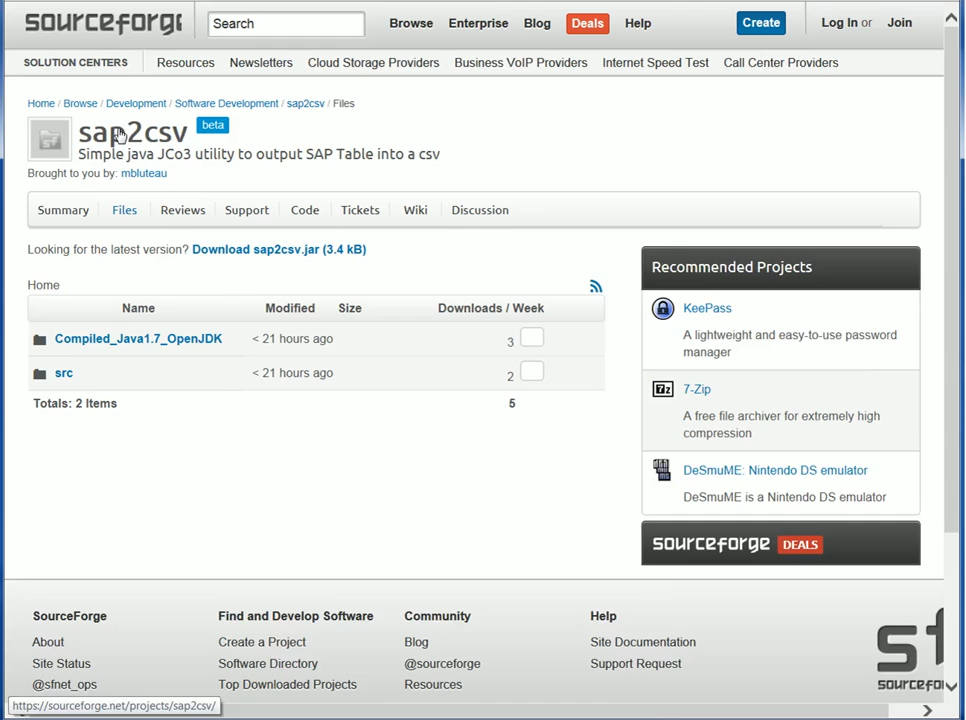 sourceforge
Search
Browse
Enterprise
Blog
Deals
Help
Create
Log In or
Join
SOLUTION CENTERS
Resources
Newsletters
Cloud Storage Providers
Business VoIP Providers
Internet Speed Test
Call Center Providers
Home / Browse / Development / Software Development / sap2csv / Files
sap2csv
beta
Simple java JCo3 utility to output SAP Table into a csv
Brought to you by: mbluteau
Summary
Files
Reviews
Support
Code
Tickets
Wiki
Discussion
Looking for the latest version? Download sap2csv.jar (3.4 kB)
Home
Name
Modified
Size
Downloads / Week
Compiled_Java1.7_OpenJDK
< 21 hours ago
3
src
< 21 hours ago
2
Totals: 2 Items
5
Recommended Projects
KeePass
A lightweight and easy-to-use password
manager
7z
7-Zip
A free file archiver for extremely high
compression
DeSmuME: Nintendo DS emulator
DeSmuME is a Nintendo DS emulator
sourceforge DEALS
SourceForge
About
Site Status
@sfnet_ops
Find and Develop Software
Create a Project
Software Directory
Top Downloaded Projects
Community
Blog
@sourceforge
Resources
Help
Site Documentation
Support Request
sf
sourcefo
https://sourceforge.net/projects/sap2csv/